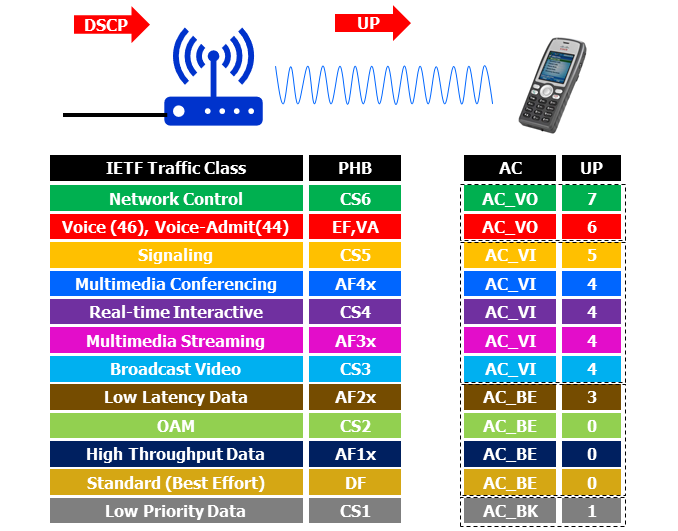 DSCP
UP
IETF Traffic Class PHB AC UP
Network Control CS6 AC_VO 7
Voice (46), Voice-Admit(44) EF,VA AC_VO 6
Signaling CS5 AC_VI 5
Multimedia Conferencing AF4x AC_VI 4
Real-time Interactive CS4 AC_VI 4
Multimedia Streaming AF3x AC_VI 4
Broadcast Video CS3 AC_VI 4
Low Latency Data AF2x AC_BE 3
OAM CS2 AC_BE 0
High Throughput Data AF1x AC_BE 0
Standard (Best Effort) DF AC_BE 0
Low Priority Data CS1 AC_BK 1